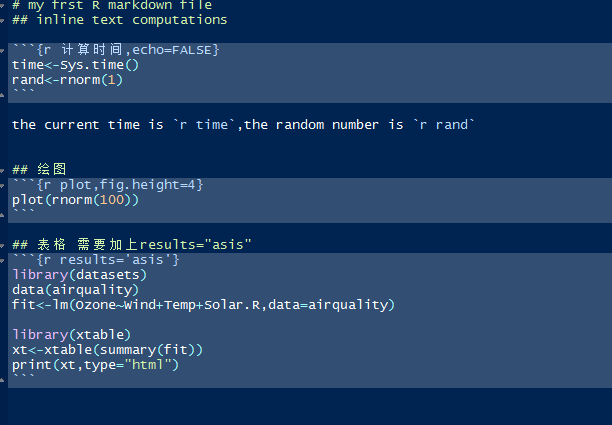 # my frst R markdown file
## inline text computations
```{r 计算时间,echo=FALSE}
time<-Sys.time()
rand<-rnorm(1)
```
the current time is `r time`,the random number is `r rand`
## 绘图
```{r plot,fig.height=4}
plot(rnorm(100))
```
## 表格 需要加上results="asis"
```{r results='asis'}
library(datasets)
data(airquality)
fit<-lm(Ozone~Wind+Temp+Solar.R,data=airquality)
library(xtable)
xt<-xtable(summary(fit))
print(xt,type="html")
```